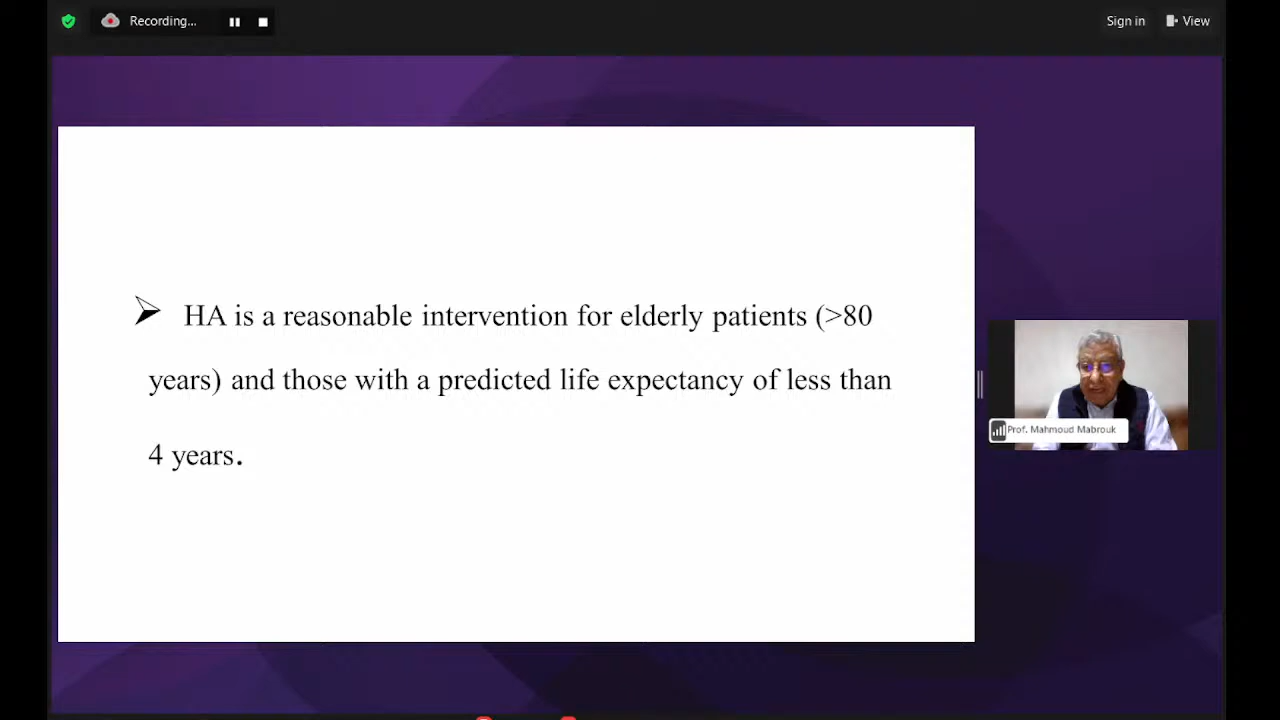 Recording...
Sign in
View
HA is a reasonable intervention for elderly patients (>80
years) and those with a predicted life expectancy of less than
4 years.
Prof. Mahmoud Mabrouk